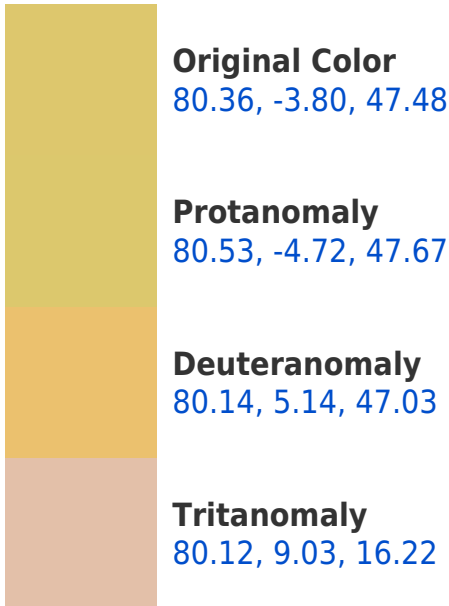 Original Color
80.36, -3.80, 47.48
Protanomaly
80.53, -4.72, 47.67
Deuteranomaly
80.14, 5.14, 47.03
Tritanomaly
80.12, 9.03, 16.22